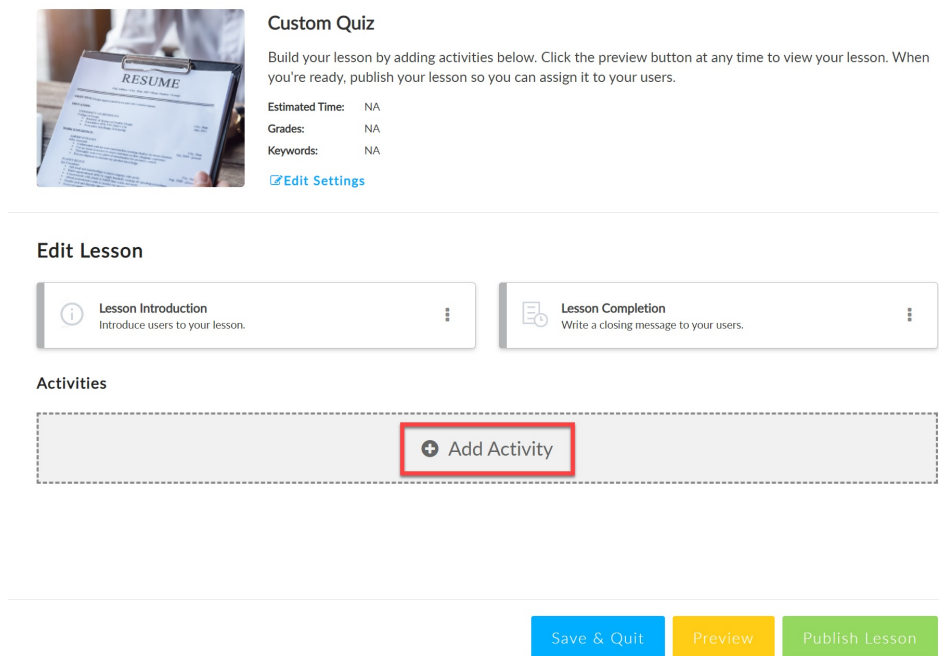 RESUME
Custom Quiz
Build your lesson by adding activities below. Click the preview button at any time to view your lesson. When
you're ready, publish your lesson so you can assign it to your users.
Estimated Time: NA
Grades: NA
Keywords: NA
Edit Settings
Edit Lesson
Lesson Introduction
Introduce users to your lesson.
Lesson Completion
Write a closing message to your users.
Activities
Add Activity
Save & Quit
Preview
Publish Lesson